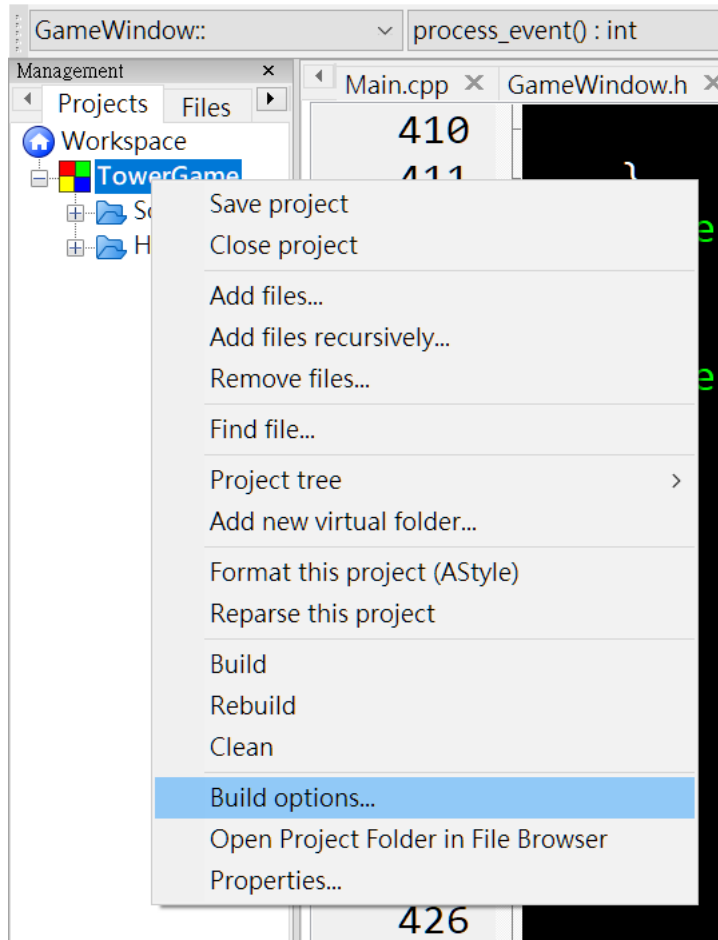 GameWindow::
process_event() : int
Management
Projects
Files
Main.cpp
GameWindow.h
Workspace
TowerGame
410
411
}
So
H
e
e
Save project
Close project
Add files...
Add files recursively...
Remove files...
Find file...
Project tree
Add new virtual folder...
Format this project (AStyle)
Reparse this project
Build
Rebuild
Clean
Build options...
Open Project Folder in File Browser
Properties...
426